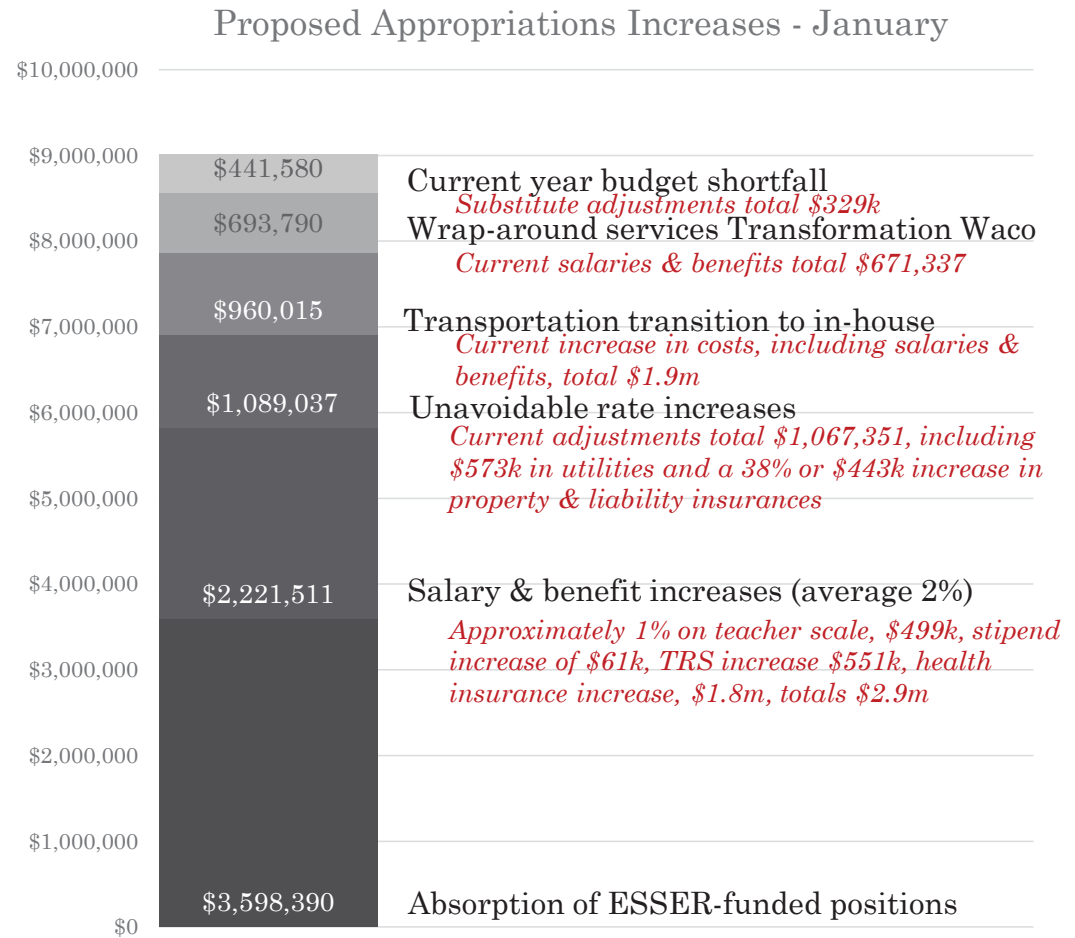 Proposed Appropriations Increases - January
$10,000,000
$9,000,000
$441,580
Current year budget shortfall
Substitute adjustments total $329k
$693,790
Wrap-around services Transformation Waco
$8,000,000
Current salaries & benefits total $671,337
$960,015
Transportation transition to in-house
$7,000,000
Current increase in costs, including salaries &
benefits, total $1.9m
$1,089,037
Unavoidable rate increases
$6,000,000
Current adjustments total $1,067,351, including
$573k in utilities and a 38% or $443k increase in
property & liability insurances
$5,000,000
$4,000,000
$2,221,511
Salary & benefit increases (average 2%)
Approximately 1% on teacher scale, $499k, stipend
increase of $61k, TRS increase $551k, health
insurance increase, $1.8m, totals $2.9m
$3,000,000
$2,000,000
$1,000,000
$3,598,390
Absorption of ESSER-funded positions
$0